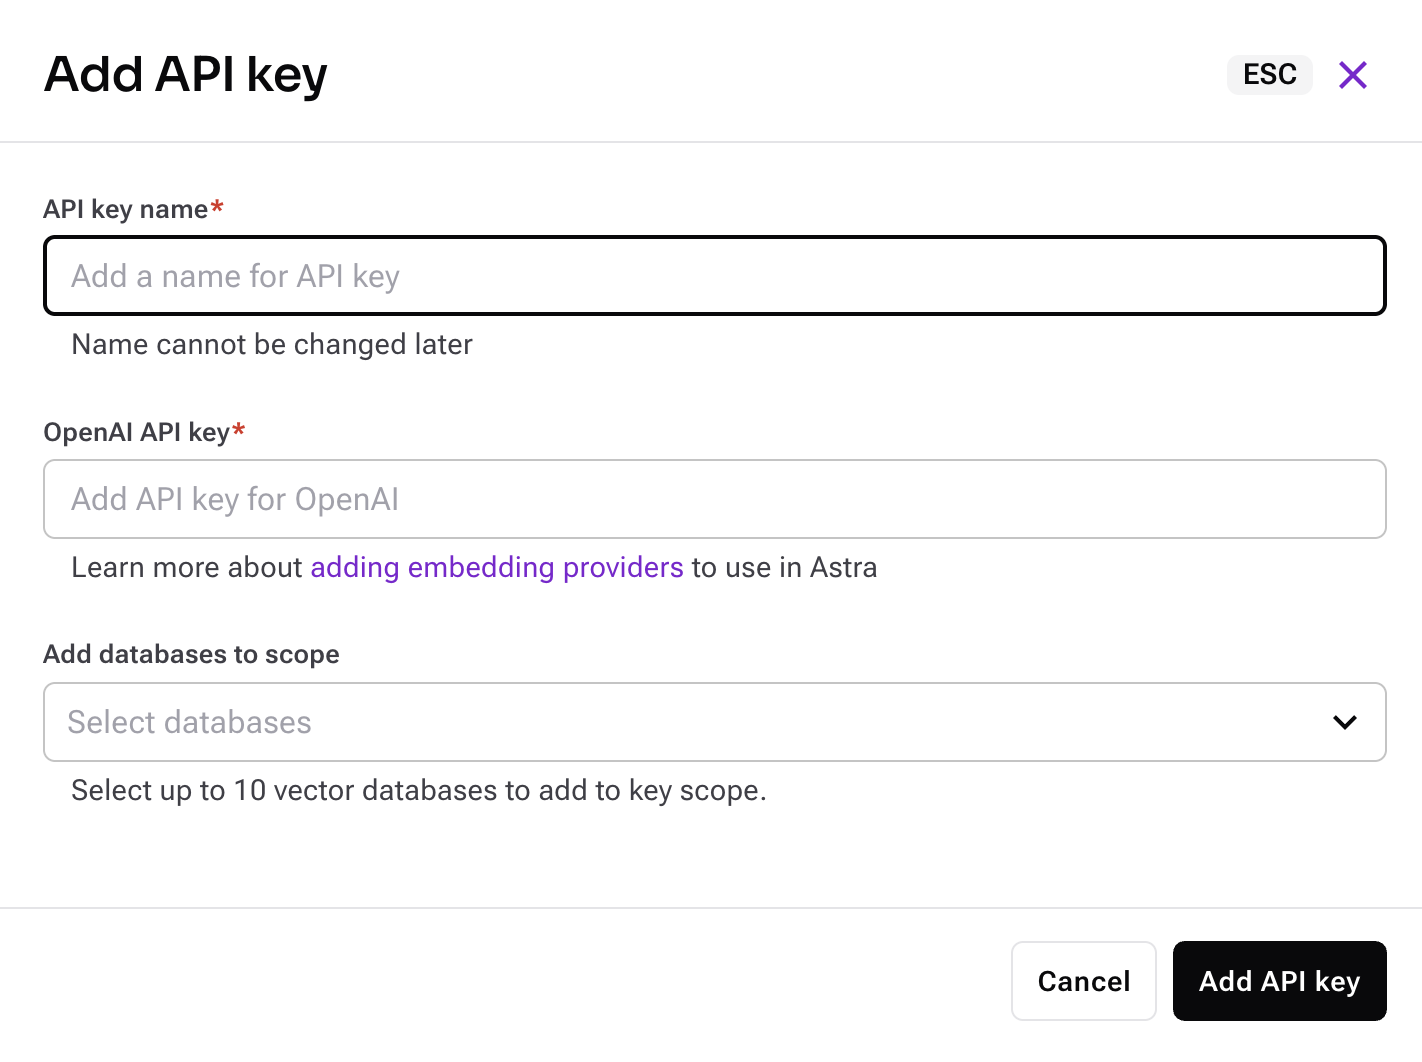 Add API key
ESC
API key name*
Add a name for API key
Name cannot be changed later
OpenAI API key*
Add API key for OpenAI
Learn more about adding embedding providers to use in Astra
Add databases to scope
Select databases
Select up to 10 vector databases to add to key scope.
Cancel
Add API key